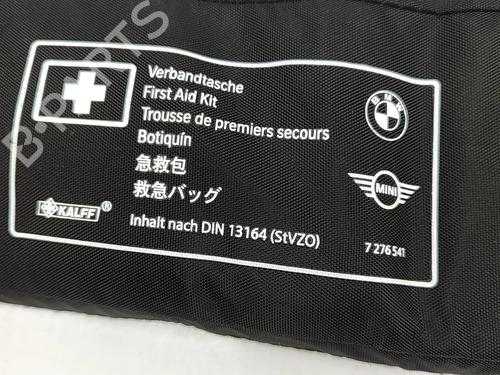 Verbandtasche
First Aid Kit
Trousse de premiers secours
Botiquín
急救包
救急バッグ
Inhalt nach DIN 13164 (StVZO)
KALFF®
BMW
MINI
7 276 541
B-PARTS